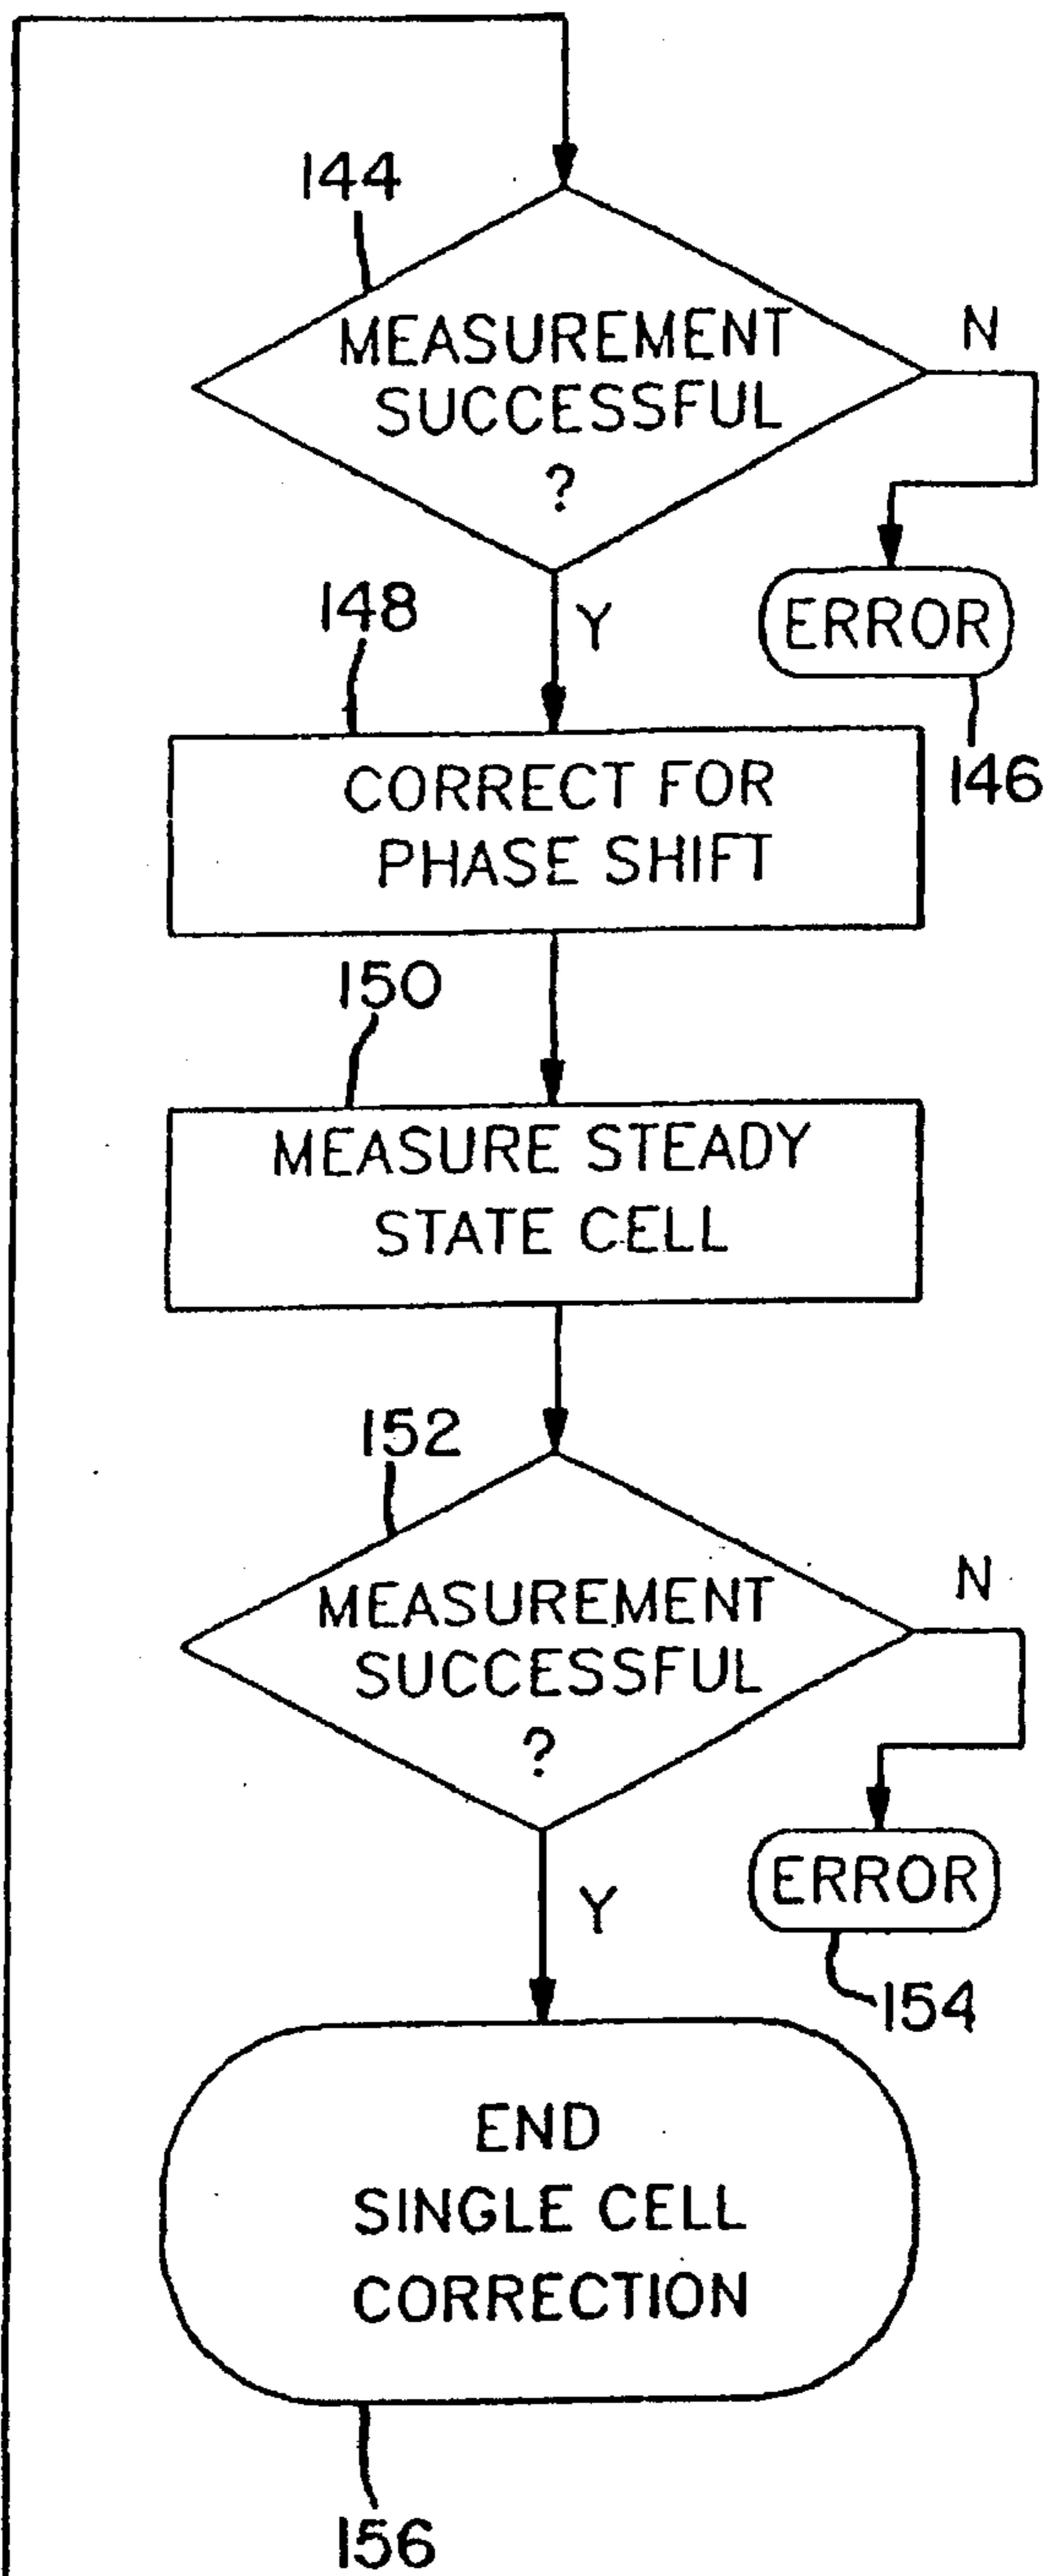 144
MEASUREMENT
SUCCESSFUL
?
N
Y
ERROR
146
148
CORRECT FOR
PHASE SHIFT
150
MEASURE STEADY
STATE CELL
152
MEASUREMENT
SUCCESSFUL
?
N
Y
ERROR
154
END
SINGLE CELL
CORRECTION
156